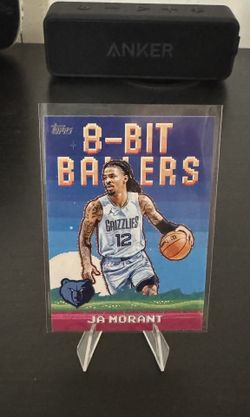 ANKER
Topps
8-BIT
BALLERS
GRIZZLIES
12
JA MORANT